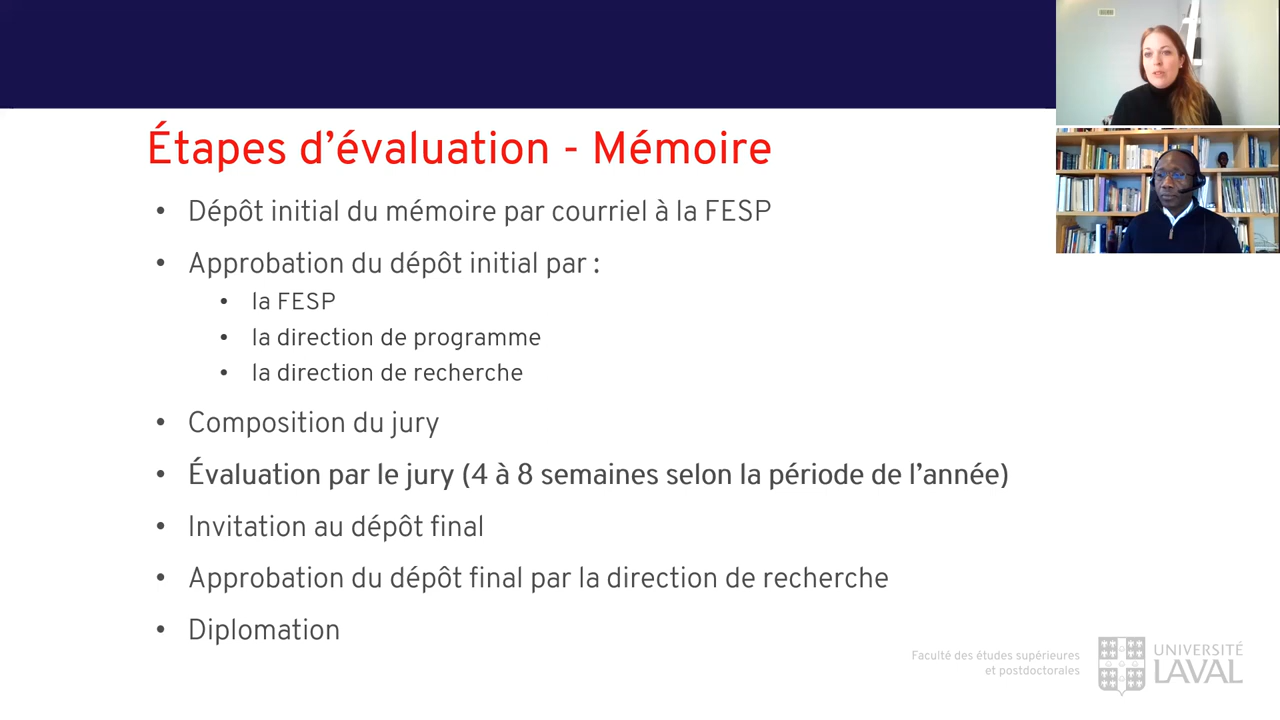 Étapes d’évaluation - Mémoire
• Dépôt initial du mémoire par courriel à la FESP
• Approbation du dépôt initial par :
• la FESP
• la direction de programme
• la direction de recherche
• Composition du jury
• Évaluation par le jury (4 à 8 semaines selon la période de l’année)
• Invitation au dépôt final
• Approbation du dépôt final par la direction de recherche
• Diplomation
Faculté des études supérieures
et postdoctorales
UNIVERSITÉ
LAVAL